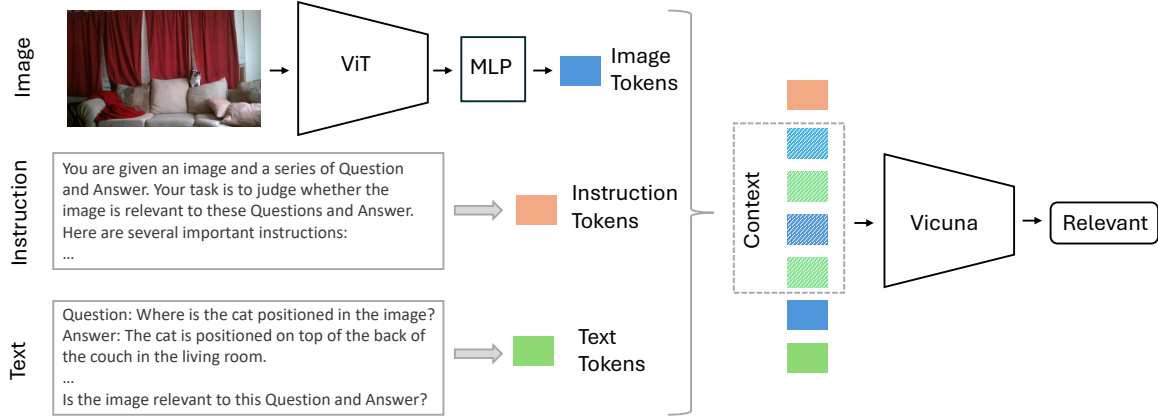 Image
ViT
MLP
Image
Tokens
Instruction
You are given an image and a series of Question
and Answer. Your task is to judge whether the
image is relevant to these Questions and Answer.
Here are several important instructions:
...
Instruction
Tokens
Text
Question: Where is the cat positioned in the image?
Answer: The cat is positioned on top of the back of
the couch in the living room.
...
Is the image relevant to this Question and Answer?
Text
Tokens
Context
Vicuna
Relevant